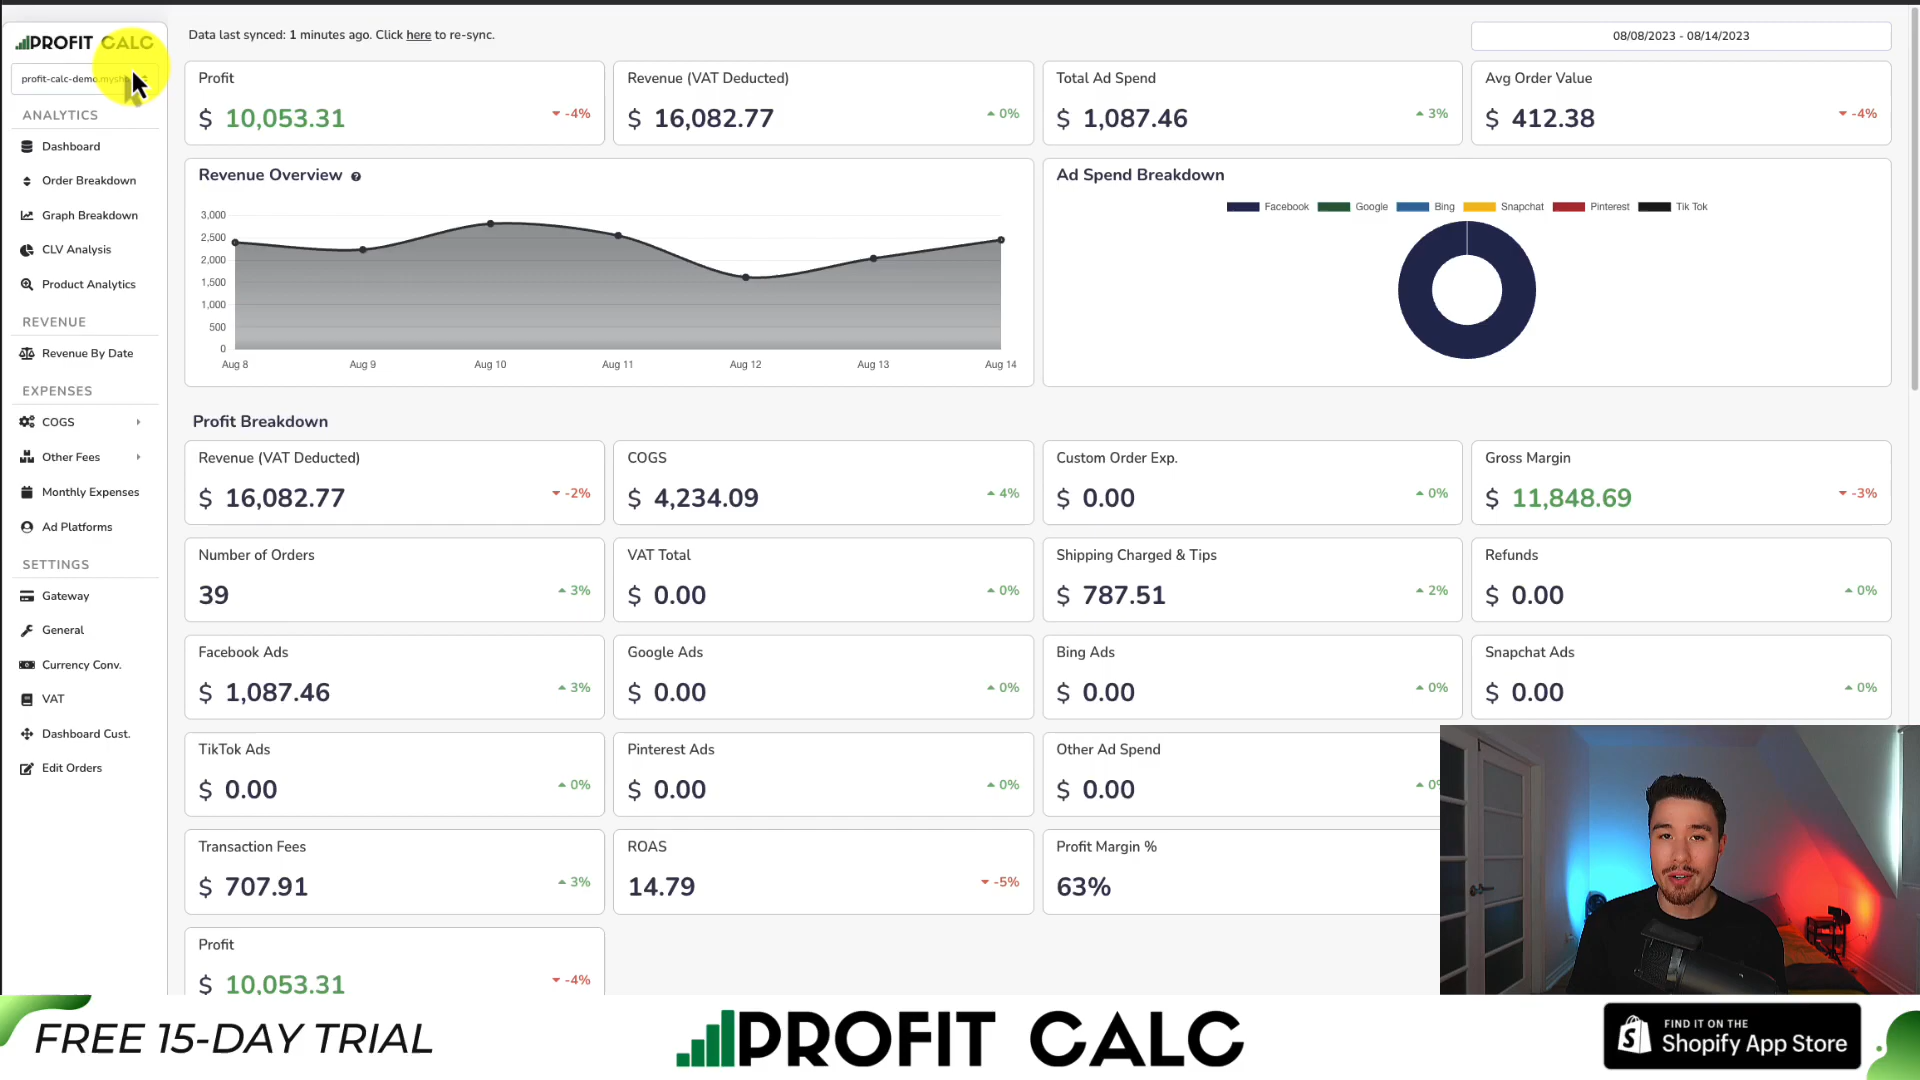 PROFIT CALC
profit-calc-demo.mysh
ANALYTICS
Dashboard
Order Breakdown
Graph Breakdown
CLV Analysis
Product Analytics
REVENUE
Revenue By Date
EXPENSES
COGS
Other Fees
Monthly Expenses
Ad Platforms
SETTINGS
Gateway
General
Currency Conv.
VAT
Dashboard Cust.
Edit Orders
Data last synced: 1 minutes ago. Click here to re-sync.
08/08/2023 - 08/14/2023
Profit
$ 10,053.31
-4%
Revenue (VAT Deducted)
$ 16,082.77
0%
Total Ad Spend
$ 1,087.46
3%
Avg Order Value
$ 412.38
-4%
Revenue Overview
3,000
2,500
2,000
1,500
1,000
500
0
Aug 8 Aug 9 Aug 10 Aug 11 Aug 12 Aug 13 Aug 14
Ad Spend Breakdown
Facebook Google Bing Snapchat Pinterest Tik Tok
Profit Breakdown
Revenue (VAT Deducted)
$ 16,082.77
-2%
COGS
$ 4,234.09
4%
Custom Order Exp.
$ 0.00
0%
Gross Margin
$ 11,848.69
-3%
Number of Orders
39
3%
VAT Total
$ 0.00
0%
Shipping Charged & Tips
$ 787.51
2%
Refunds
$ 0.00
0%
Facebook Ads
$ 1,087.46
3%
Google Ads
$ 0.00
0%
Bing Ads
$ 0.00
0%
Snapchat Ads
$ 0.00
0%
TikTok Ads
$ 0.00
0%
Pinterest Ads
$ 0.00
0%
Other Ad Spend
$ 0.00
0%
Transaction Fees
$ 707.91
3%
ROAS
14.79
-5%
Profit Margin %
63%
Profit
$ 10,053.31
-4%
FREE 15-DAY TRIAL
PROFIT CALC
FIND IT ON THE
Shopify App Store